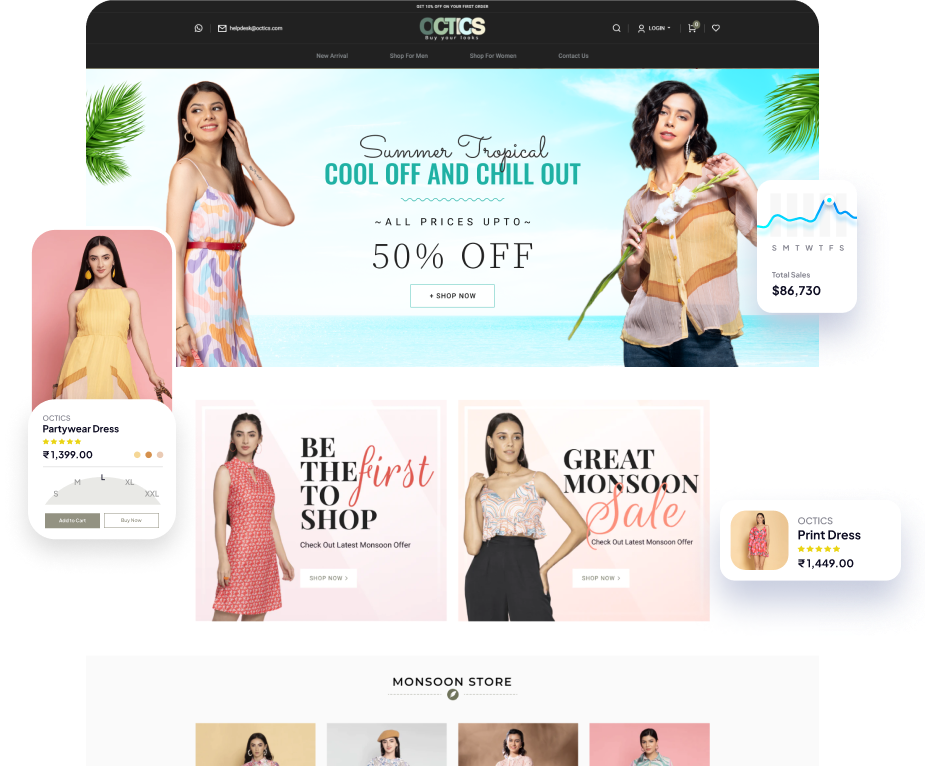 GET 10% OFF ON YOUR FIRST ORDER
helpdesk@octics.com
OCTICS
Buy your looks
LOGIN
0
New Arrival
Shop For Men
Shop For Women
Contact Us
Summer Tropical
COOL OFF AND CHILL OUT
~ALL PRICES UPTO~
50% OFF
+ SHOP NOW
S M T W T F S
Total Sales
$86,730
OCTICS
Partywear Dress
₹1,399.00
S
M
L
XL
XXL
Add to Cart
Buy Now
BE
THE first
TO
SHOP
Check Out Latest Monsoon Offer
SHOP NOW >
GREAT
MONSOON
Sale
Check Out Latest Monsoon Offer
SHOP NOW >
OCTICS
Print Dress
₹1,449.00
MONSOON STORE